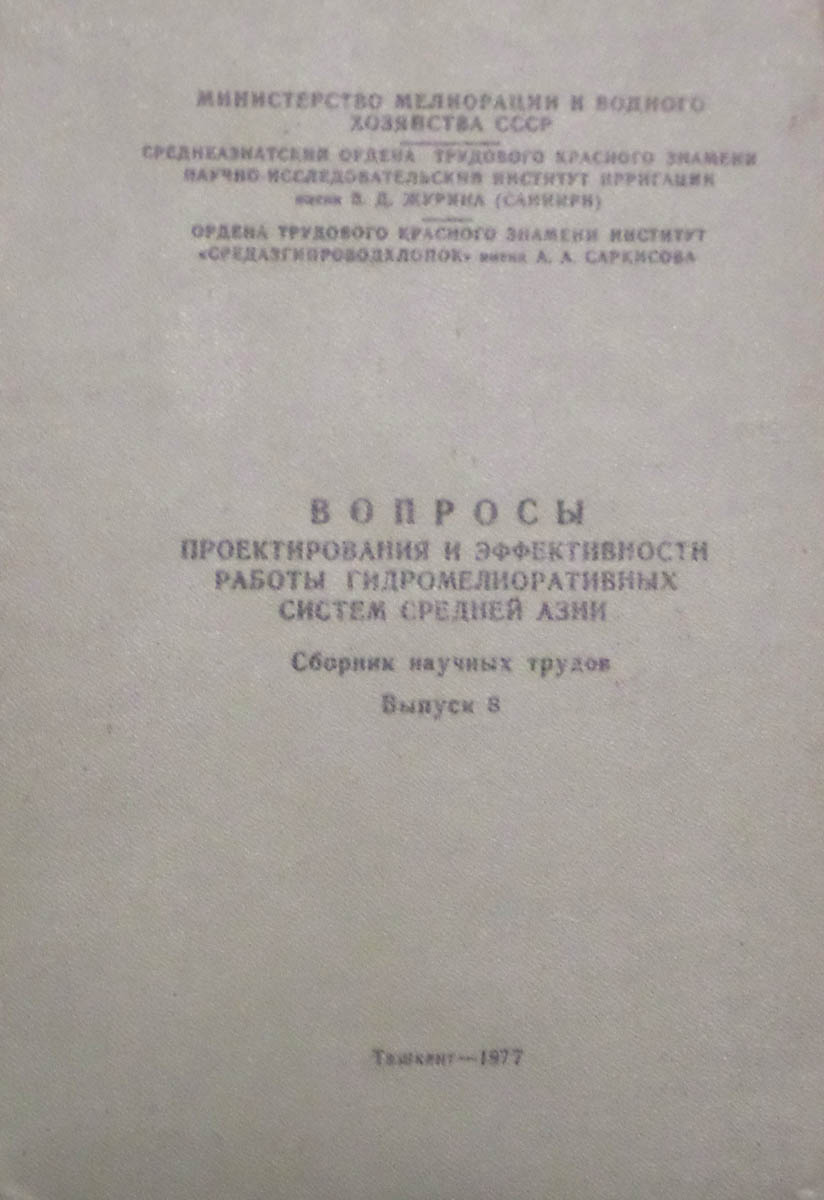 МИНИСТЕРСТВО МЕЛИОРАЦИИ И ВОДНОГО
ХОЗЯЙСТВА СССР
СРЕДНЕАЗИАТСКИЙ ОРДЕНА ТРУДОВОГО КРАСНОГО ЗНАМЕНИ
НАУЧНО-ИССЛЕДОВАТЕЛЬСКИЙ ИНСТИТУТ ИРРИГАЦИИ
имени В. Д. ЖУРИНА (САНИИРИ)
ОРДЕНА ТРУДОВОГО КРАСНОГО ЗНАМЕНИ ИНСТИТУТ
«СРЕДАЗГИПРОВОДХЛОПОК» имени А. А. САРКИСОВА
ВОПРОСЫ
ПРОЕКТИРОВАНИЯ И ЭФФЕКТИВНОСТИ
РАБОТЫ ГИДРОМЕЛИОРАТИВНЫХ
СИСТЕМ СРЕДНЕЙ АЗИИ
Сборник научных трудов
Выпуск 8
Ташкент—1977